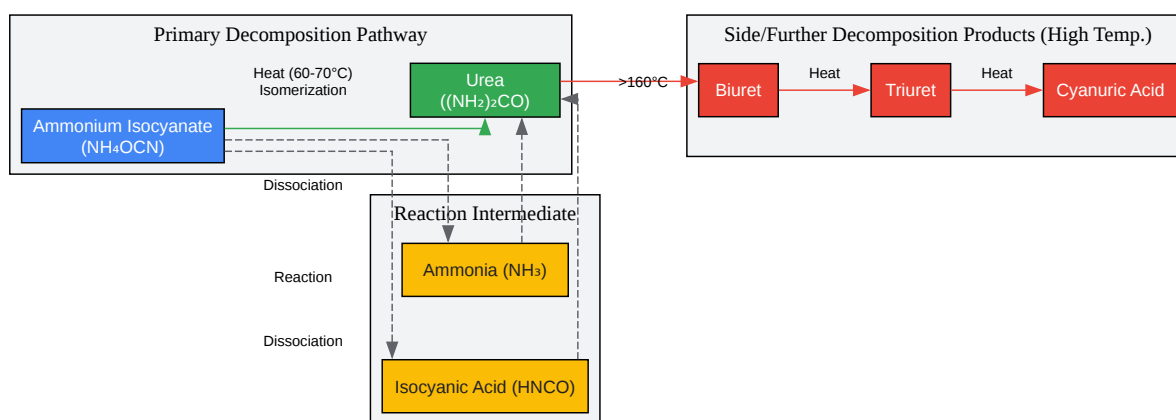 Primary Decomposition Pathway
Heat (60-70°C)
Isomerization
Urea
((NH₂)₂CO)
Ammonium Isocyanate
(NH₄OCN)
>160°C
Side/Further Decomposition Products (High Temp.)
Biuret
Heat
Triuret
Heat
Cyanuric Acid
Dissociation
Reaction Intermediate
Ammonia (NH₃)
Reaction
Dissociation
Isocyanic Acid (HNCO)